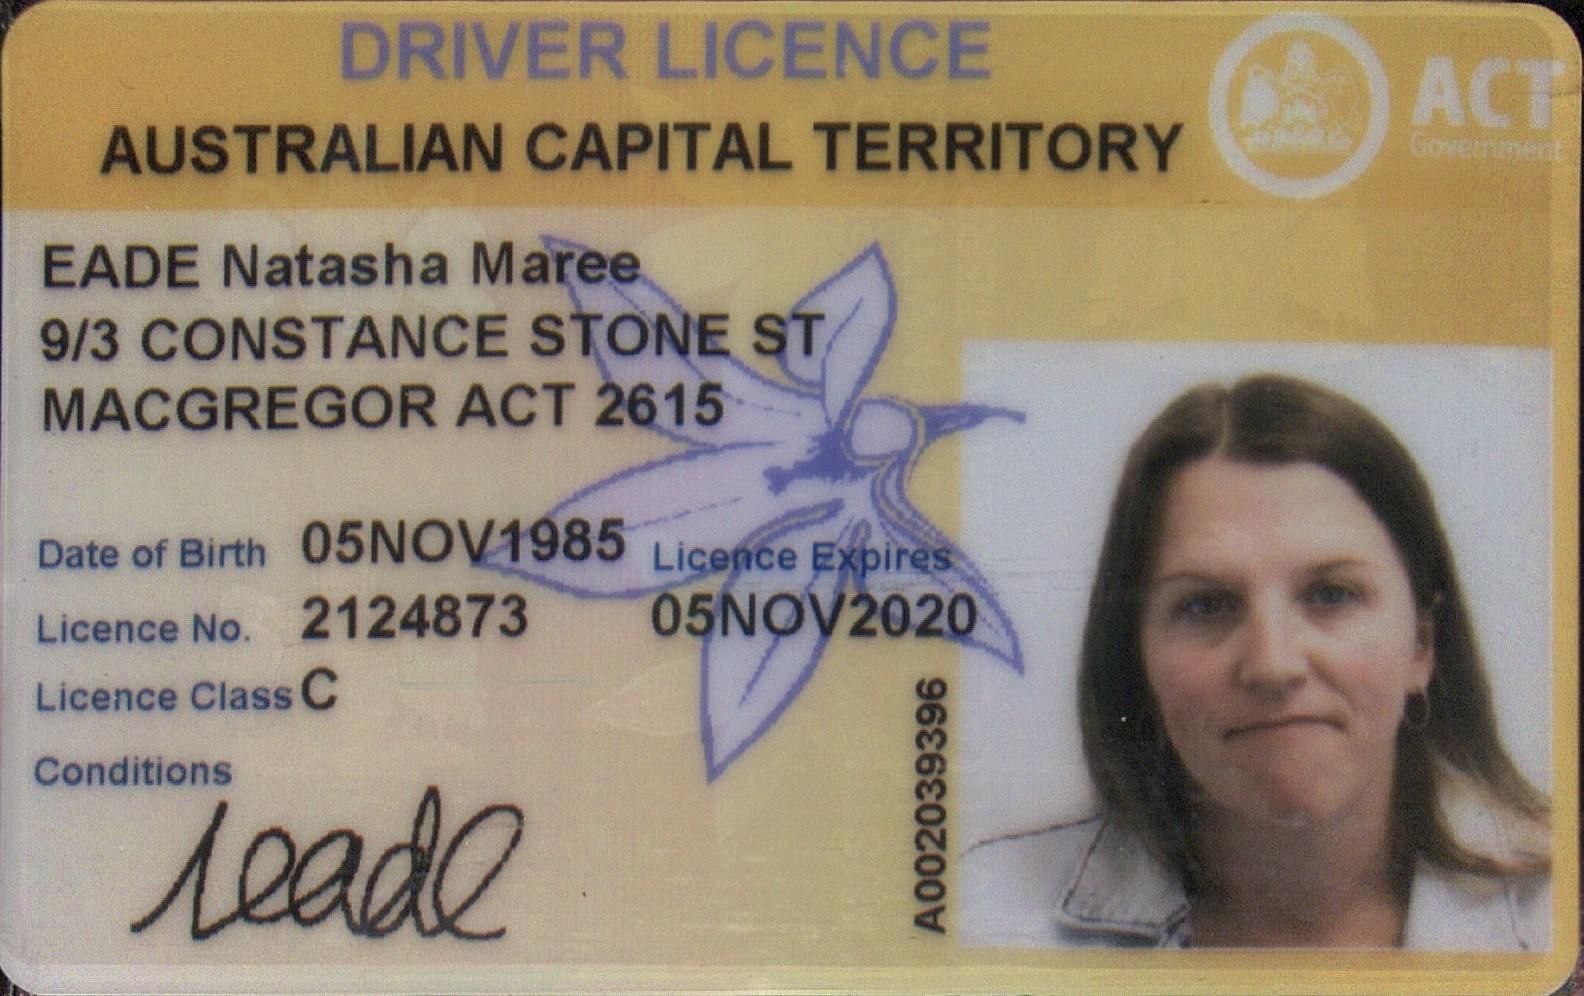 DRIVER LICENCE
ACT
Government
AUSTRALIAN CAPITAL TERRITORY
EADE Natasha Maree
9/3 CONSTANCE STONE ST
MACGREGOR ACT 2615
Date of Birth 05NOV1985 Licence Expires
Licence No. 2124873 05NOV2020
Licence Class C
Conditions
A002039396
reade